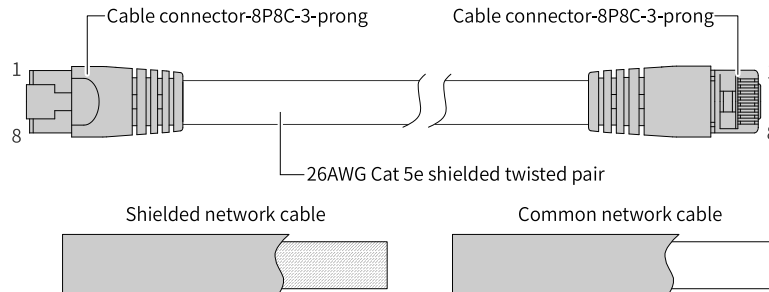 Cable connector-8P8C-3-prong
Cable connector-8P8C-3-prong
1
8
26AWG Cat 5e shielded twisted pair
Shielded network cable
Common network cable